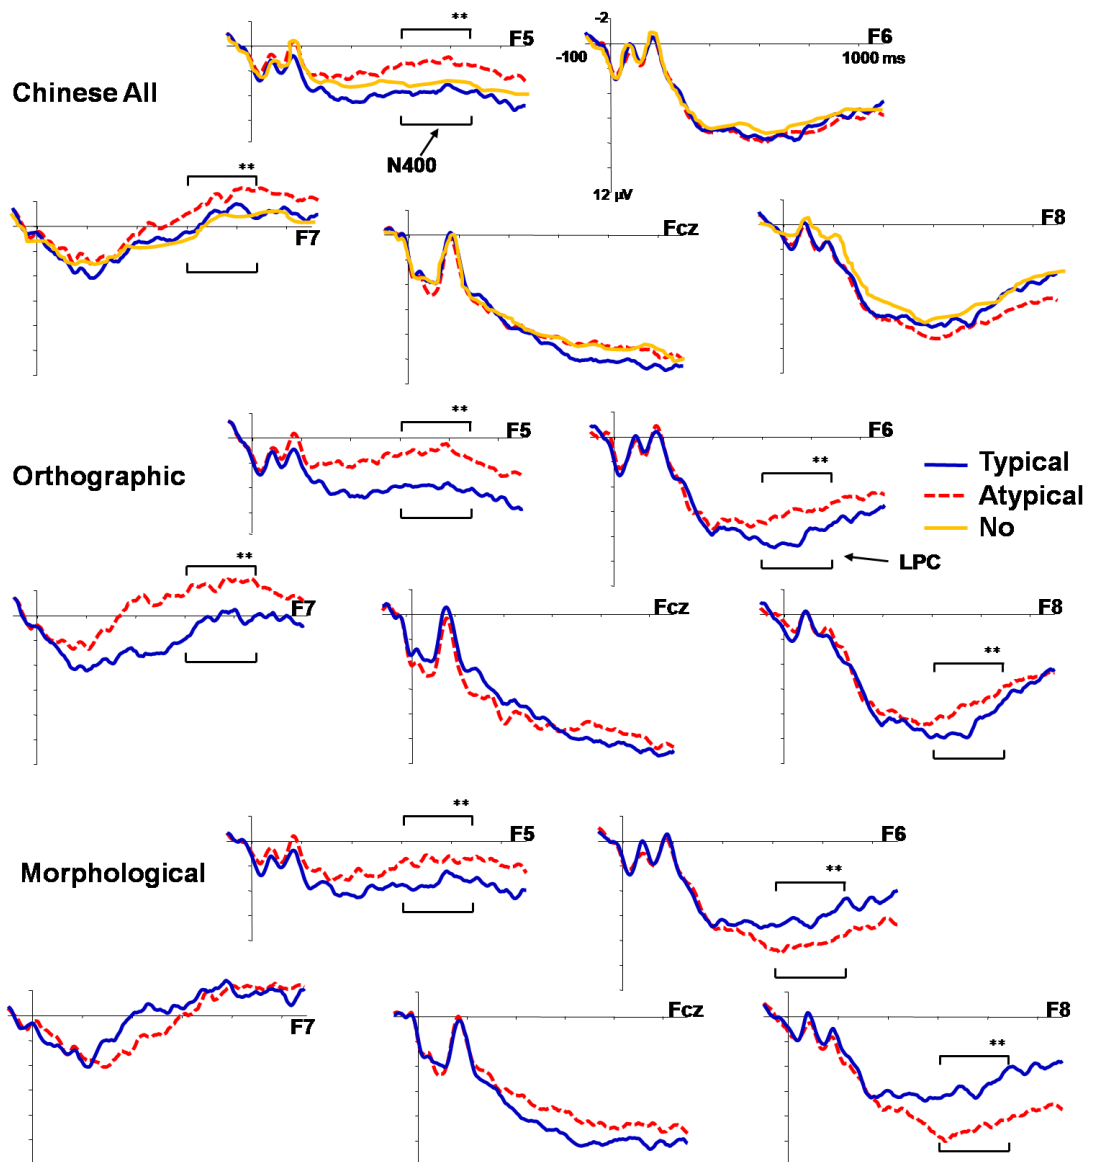 ** F5 -2 F6
-100 1000 ms
Chinese All
N400
12 µV
** F7 Fcz F8
** F5 F6
** Typical
Orthographic Atypical
No
LPC
** F7 Fcz F8
**
** F5 F6
Morphological **
F7 Fcz F8
**